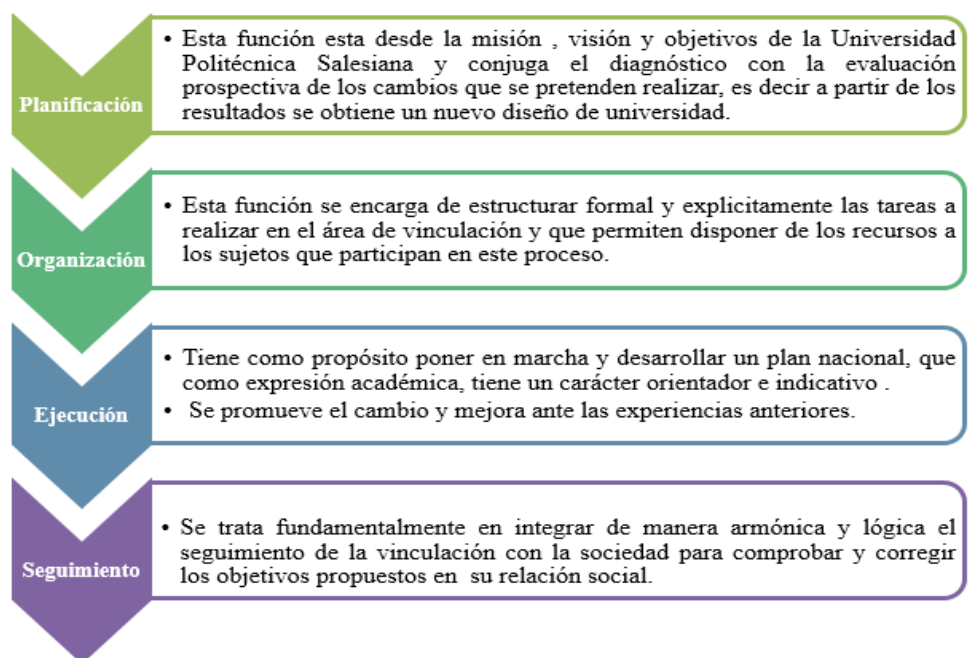 Planificación
• Esta función esta desde la misión , visión y objetivos de la Universidad
Politécnica Salesiana y conjuga el diagnóstico con la evaluación
prospectiva de los cambios que se pretenden realizar, es decir a partir de los
resultados se obtiene un nuevo diseño de universidad.
Organización
• Esta función se encarga de estructurar formal y explicitamente las tareas a
realizar en el área de vinculación y que permiten disponer de los recursos a
los sujetos que participan en este proceso.
Ejecución
• Tiene como propósito poner en marcha y desarrollar un plan nacional, que
como expresión académica, tiene un carácter orientador e indicativo .
• Se promueve el cambio y mejora ante las experiencias anteriores.
Seguimiento
• Se trata fundamentalmente en integrar de manera armónica y lógica el
seguimiento de la vinculación con la sociedad para comprobar y corregir
los objetivos propuestos en su relación social.